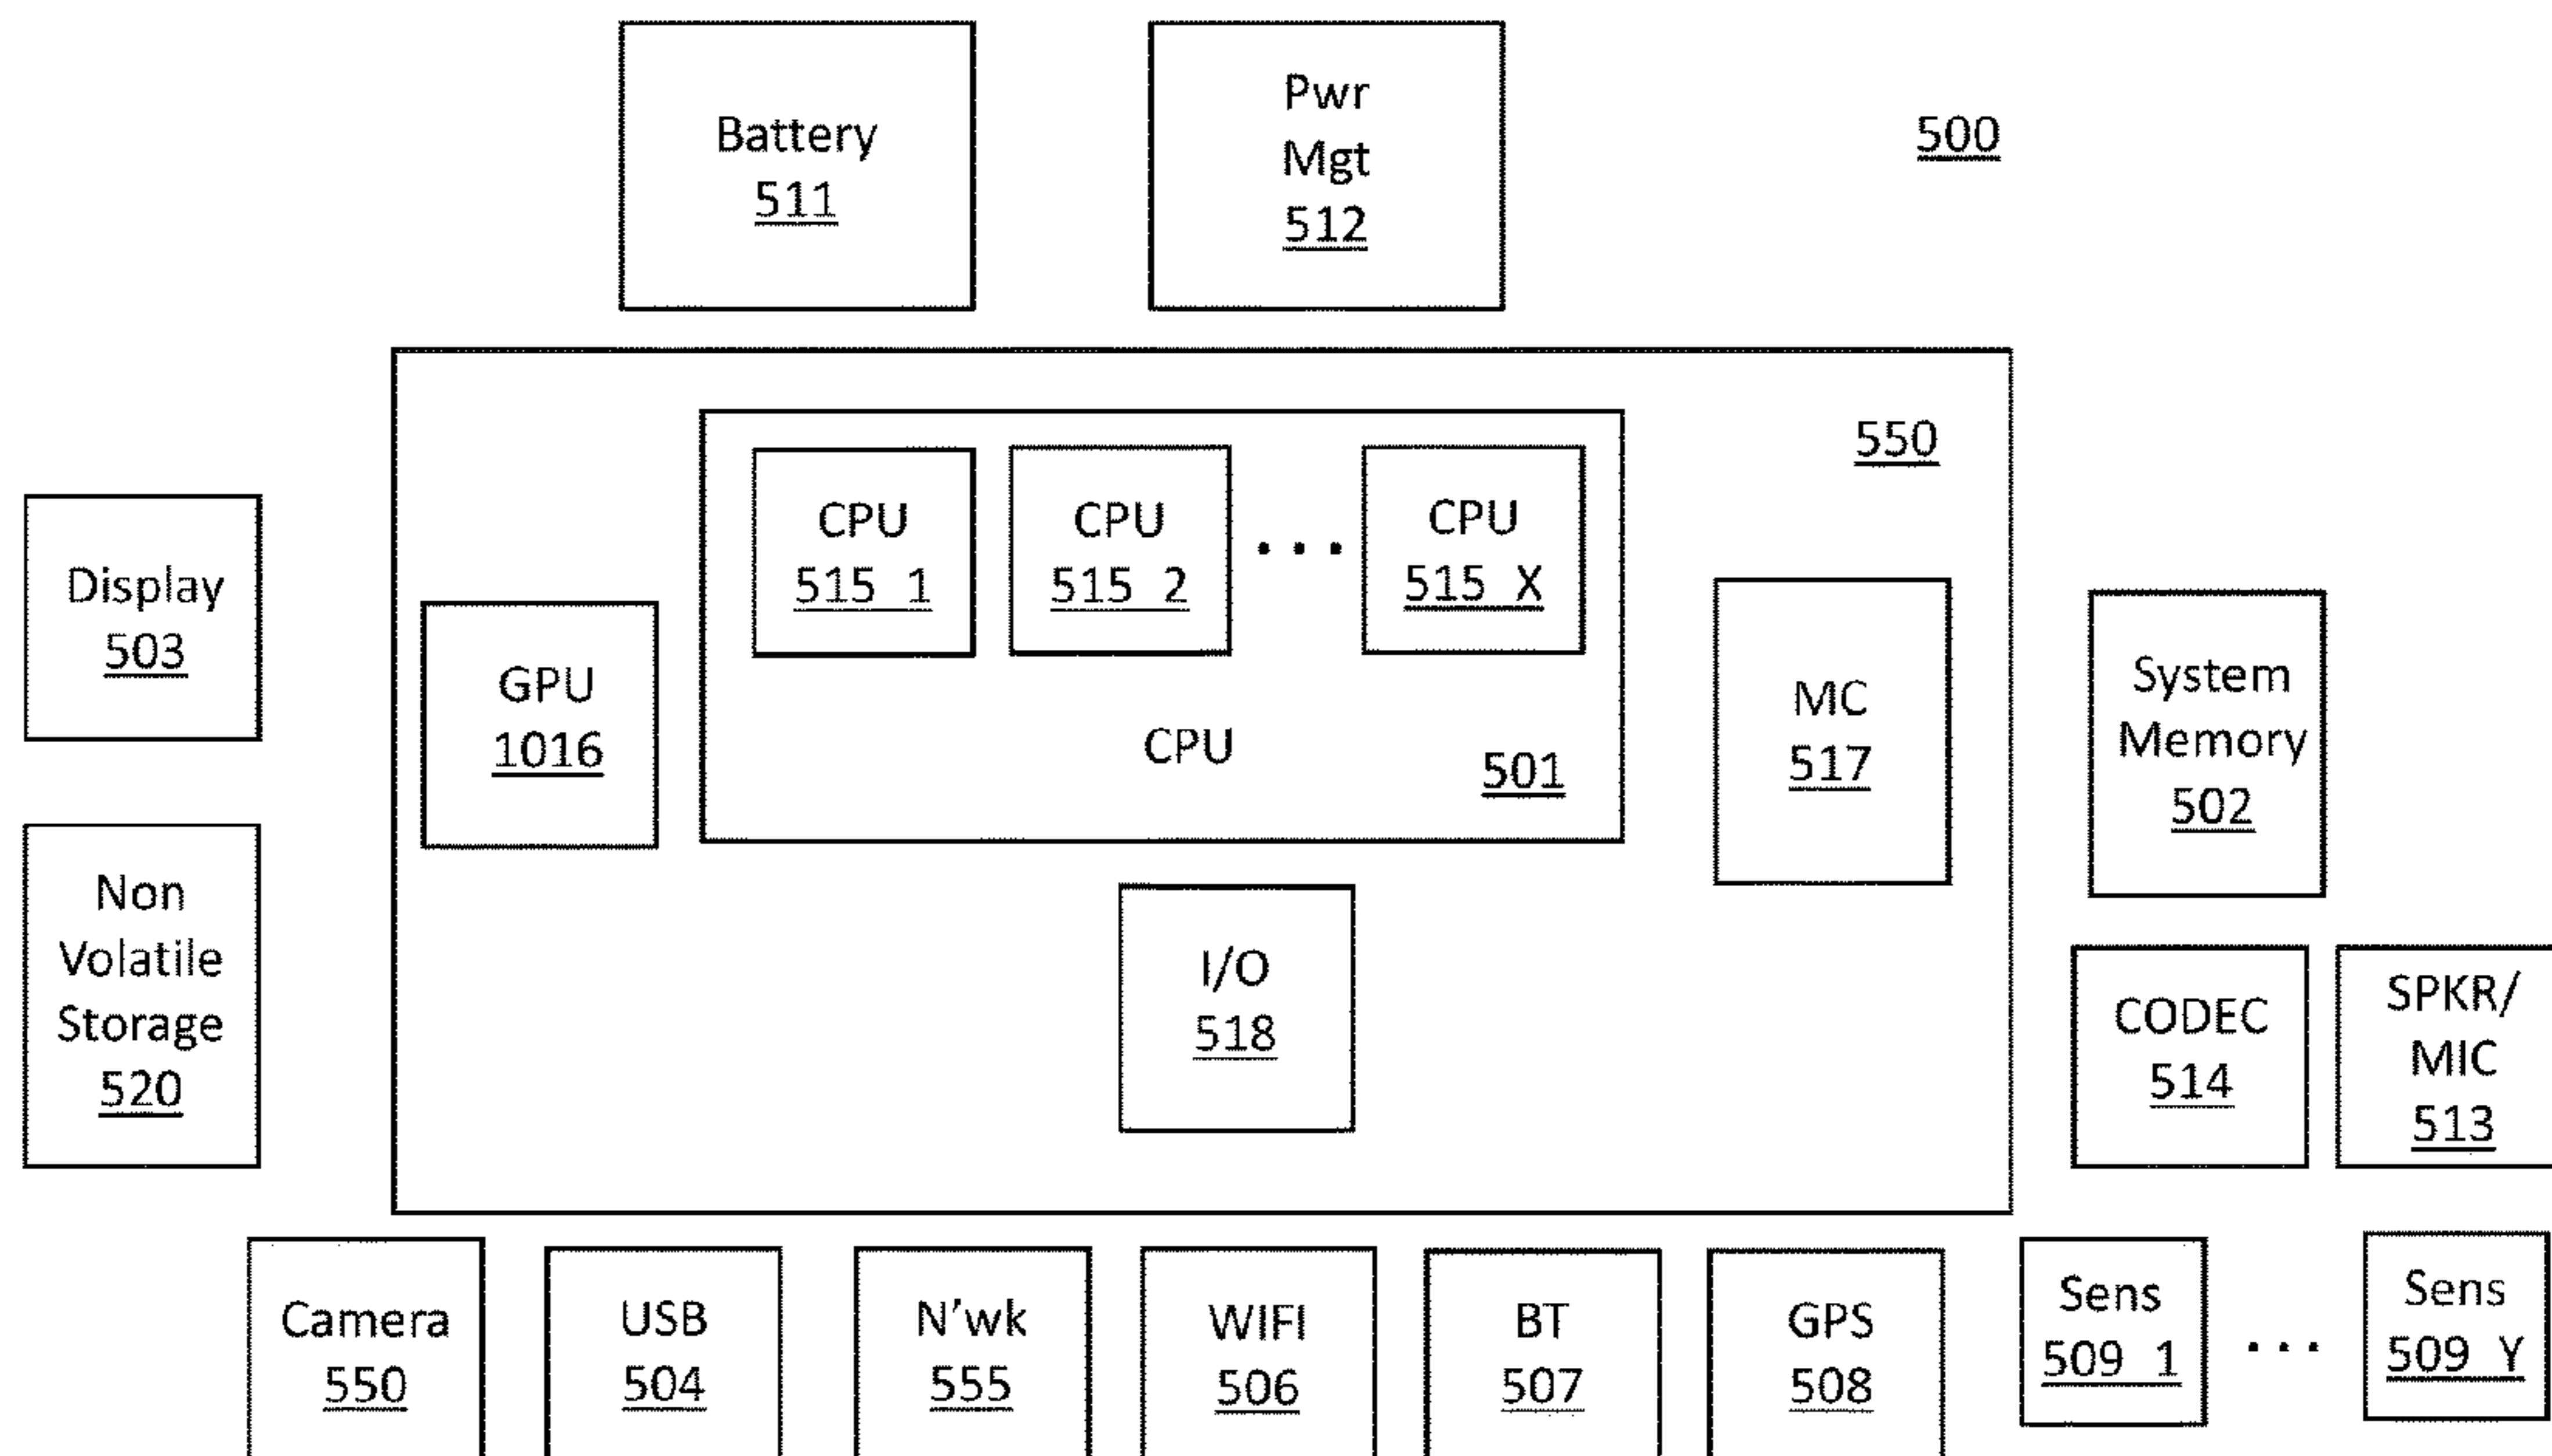 Battery
511
Pwr
Mgt
512
500
550
CPU
515_1
CPU
515_2
...
CPU
515_X
CPU
501
Display
503
GPU
1016
MC
517
System
Memory
502
Non
Volatile
Storage
520
I/O
518
CODEC
514
SPKR/
MIC
513
Camera
550
USB
504
N'wk
555
WIFI
506
BT
507
GPS
508
Sens
509_1
...
Sens
509_Y